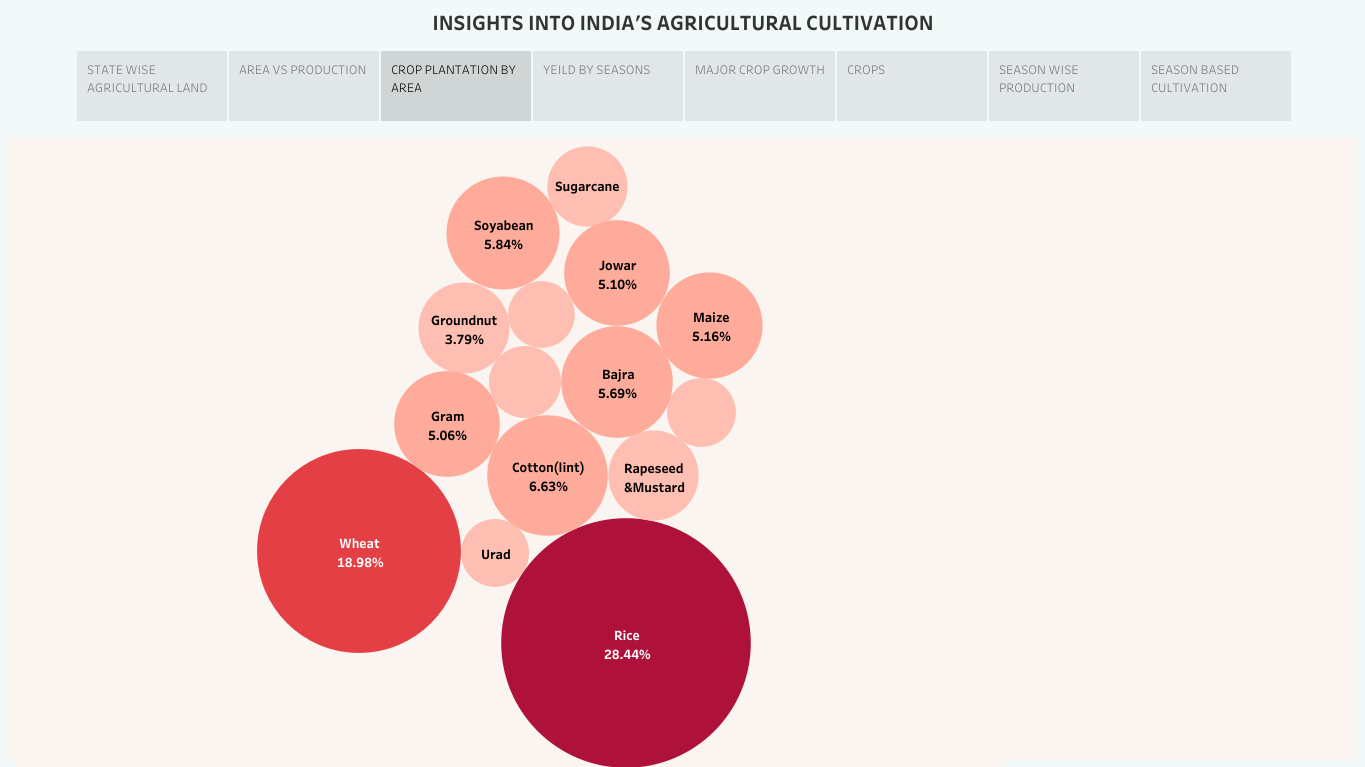 INSIGHTS INTO INDIA’S AGRICULTURAL CULTIVATION
STATE WISE
AGRICULTURAL LAND
AREA VS PRODUCTION
CROP PLANTATION BY
AREA
YEILD BY SEASONS
MAJOR CROP GROWTH
CROPS
SEASON WISE
PRODUCTION
SEASON BASED
CULTIVATION
Sugarcane
Soyabean
5.84%
Jowar
5.10%
Maize
5.16%
Groundnut
3.79%
Bajra
5.69%
Gram
5.06%
Cotton(lint)
6.63%
Rapeseed
&Mustard
Wheat
18.98%
Urad
Rice
28.44%